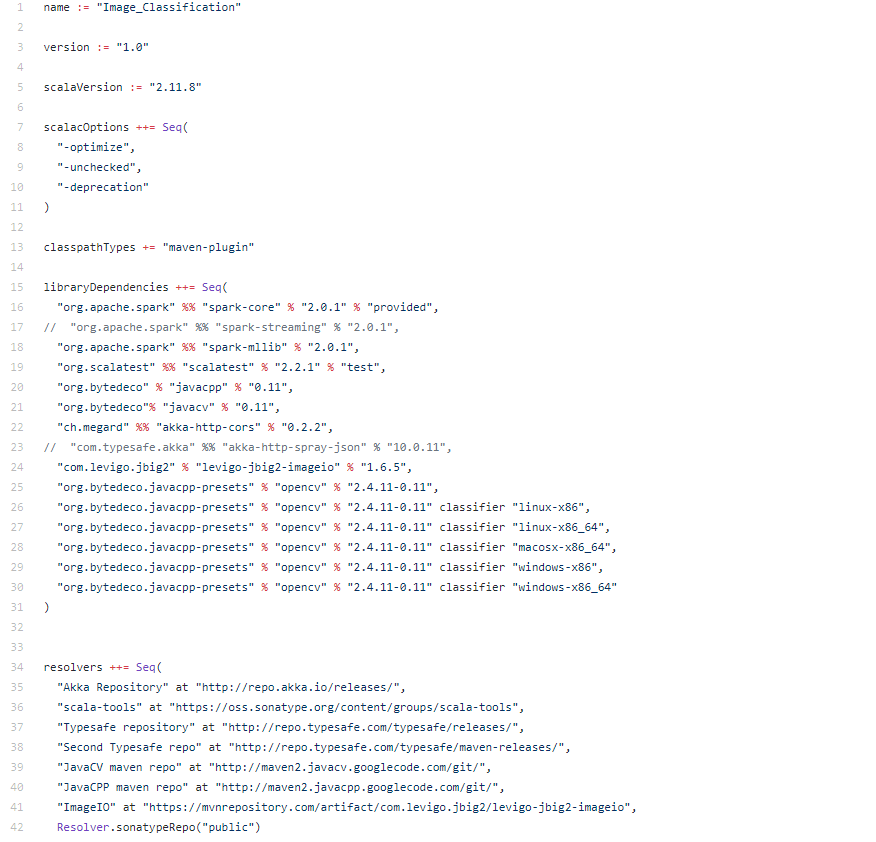 1 name := "Image_Classification"
2
3 version := "1.0"
4
5 scalaVersion := "2.11.8"
6
7 scalacOptions ++= Seq(
8   "-optimize",
9   "-unchecked",
10   "-deprecation"
11 )
12
13 classpathTypes += "maven-plugin"
14
15 libraryDependencies ++= Seq(
16   "org.apache.spark" %% "spark-core" % "2.0.1" % "provided",
17 //  "org.apache.spark" %% "spark-streaming" % "2.0.1",
18   "org.apache.spark" %% "spark-mllib" % "2.0.1",
19   "org.scalatest" %% "scalatest" % "2.2.1" % "test",
20   "org.bytedeco" % "javacpp" % "0.11",
21   "org.bytedeco"% "javacv" % "0.11",
22   "ch.megard" %% "akka-http-cors" % "0.2.2",
23 //  "com.typesafe.akka" %% "akka-http-spray-json" % "10.0.11",
24   "com.levigo.jbig2" % "levigo-jbig2-imageio" % "1.6.5",
25   "org.bytedeco.javacpp-presets" % "opencv" % "2.4.11-0.11",
26   "org.bytedeco.javacpp-presets" % "opencv" % "2.4.11-0.11" classifier "linux-x86",
27   "org.bytedeco.javacpp-presets" % "opencv" % "2.4.11-0.11" classifier "linux-x86_64",
28   "org.bytedeco.javacpp-presets" % "opencv" % "2.4.11-0.11" classifier "macosx-x86_64",
29   "org.bytedeco.javacpp-presets" % "opencv" % "2.4.11-0.11" classifier "windows-x86",
30   "org.bytedeco.javacpp-presets" % "opencv" % "2.4.11-0.11" classifier "windows-x86_64"
31 )
32
33
34 resolvers ++= Seq(
35   "Akka Repository" at "http://repo.akka.io/releases/",
36   "scala-tools" at "https://oss.sonatype.org/content/groups/scala-tools",
37   "Typesafe repository" at "http://repo.typesafe.com/typesafe/releases/",
38   "Second Typesafe repo" at "http://repo.typesafe.com/typesafe/maven-releases/",
39   "JavaCV maven repo" at "http://maven2.javacv.googlecode.com/git/",
40   "JavaCPP maven repo" at "http://maven2.javacpp.googlecode.com/git/",
41   "ImageIO" at "https://mvnrepository.com/artifact/com.levigo.jbig2/levigo-jbig2-imageio",
42   Resolver.sonatypeRepo("public")